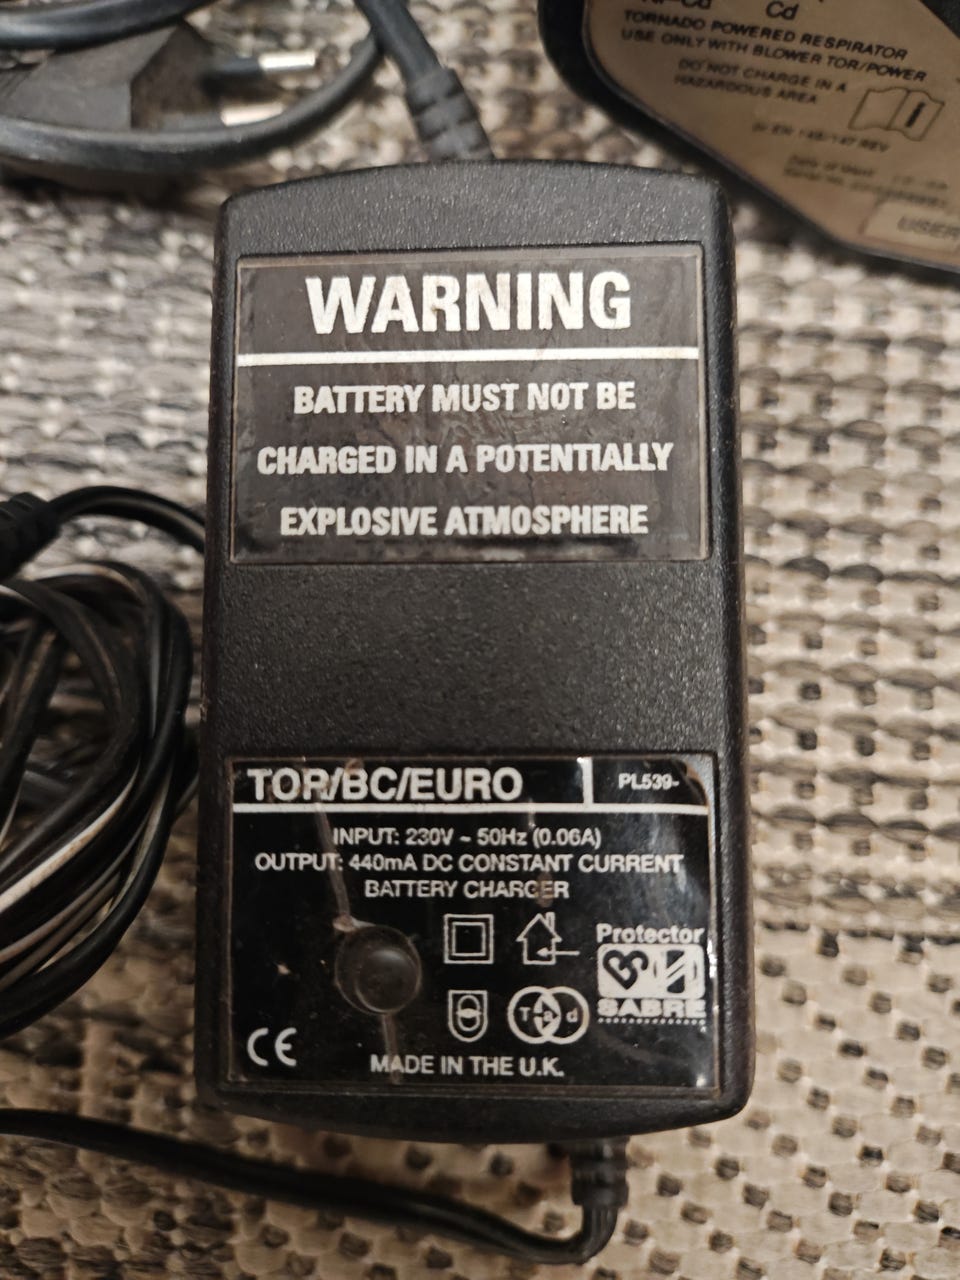 Cd
TORNADO POWERED RESPIRATOR
USE ONLY WITH BLOWER TOR/POWER
DO NOT CHARGE IN A
HAZARDOUS AREA
WARNING
BATTERY MUST NOT BE
CHARGED IN A POTENTIALLY
EXPLOSIVE ATMOSPHERE
TOR/BC/EURO PL539-
INPUT: 230V ~ 50Hz (0.06A)
OUTPUT: 440mA DC CONSTANT CURRENT
BATTERY CHARGER
Protector
SABRE
CE
MADE IN THE U.K.